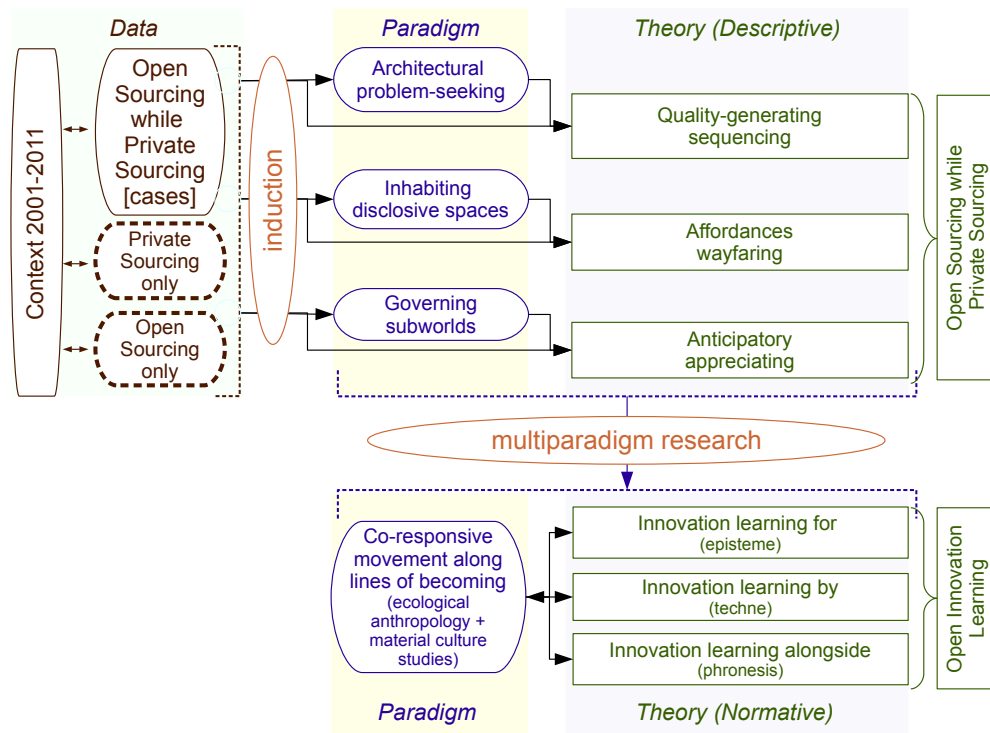 Data
Paradigm
Theory (Descriptive)
Context 2001-2011
Open
Sourcing
while
Private
Sourcing
[cases]
Private
Sourcing
only
Open
Sourcing
only
induction
Architectural
problem-seeking
Inhabiting
disclosive spaces
Governing
subworlds
Quality-generating
sequencing
Affordances
wayfaring
Anticipatory
appreciating
Open Sourcing while
Private Sourcing
multiparadigm research
Co-responsive
movement along
lines of becoming
(ecological
anthropology +
material culture
studies)
Innovation learning for
(episteme)
Innovation learning by
(techne)
Innovation learning alongside
(phronesis)
Open Innovation
Learning
Paradigm
Theory (Normative)